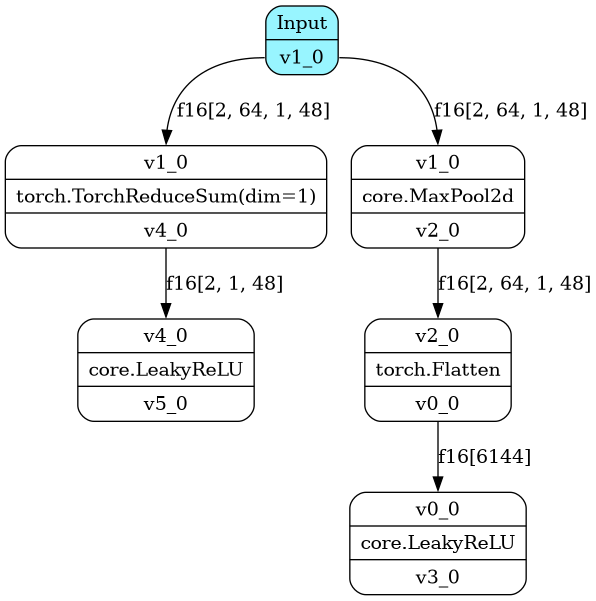 Input
v1_0
f16[2, 64, 1, 48]
f16[2, 64, 1, 48]
v1_0
torch.TorchReduceSum(dim=1)
v4_0
v1_0
core.MaxPool2d
v2_0
f16[2, 1, 48]
f16[2, 64, 1, 48]
v4_0
core.LeakyReLU
v5_0
v2_0
torch.Flatten
v0_0
f16[6144]
v0_0
core.LeakyReLU
v3_0